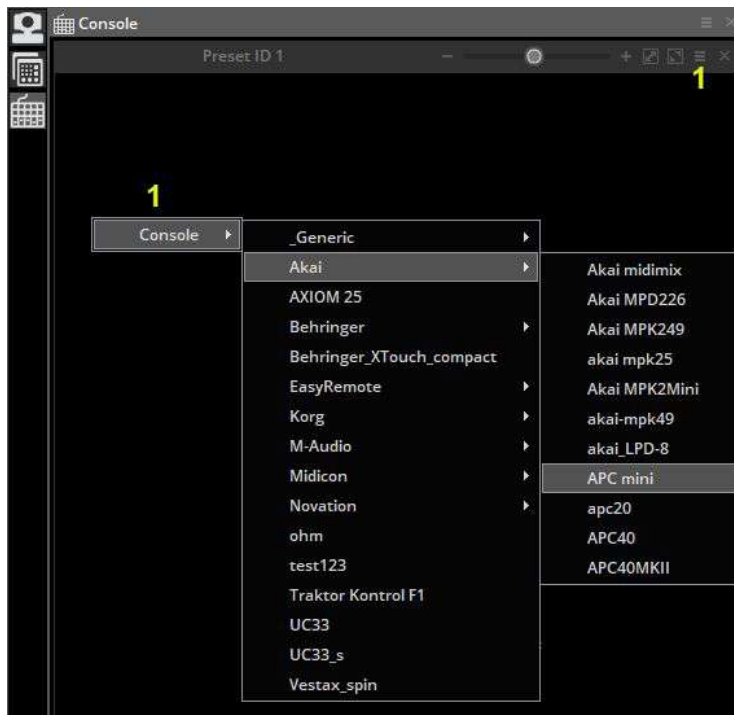 Console
Preset ID 1
1
1
Console
_Generic
Akai
AXIOM 25
Behringer
Behringer_XTouch_compact
EasyRemote
Korg
M-Audio
Midicon
Novation
ohm
test123
Traktor Kontrol F1
UC33
UC33_s
Vestax_spin
Akai midimix
Akai MPD226
Akai MPK249
akai mpk25
Akai MPK2Mini
akai-mpk49
akai_LPD-8
APC mini
apc20
APC40
APC40MKII